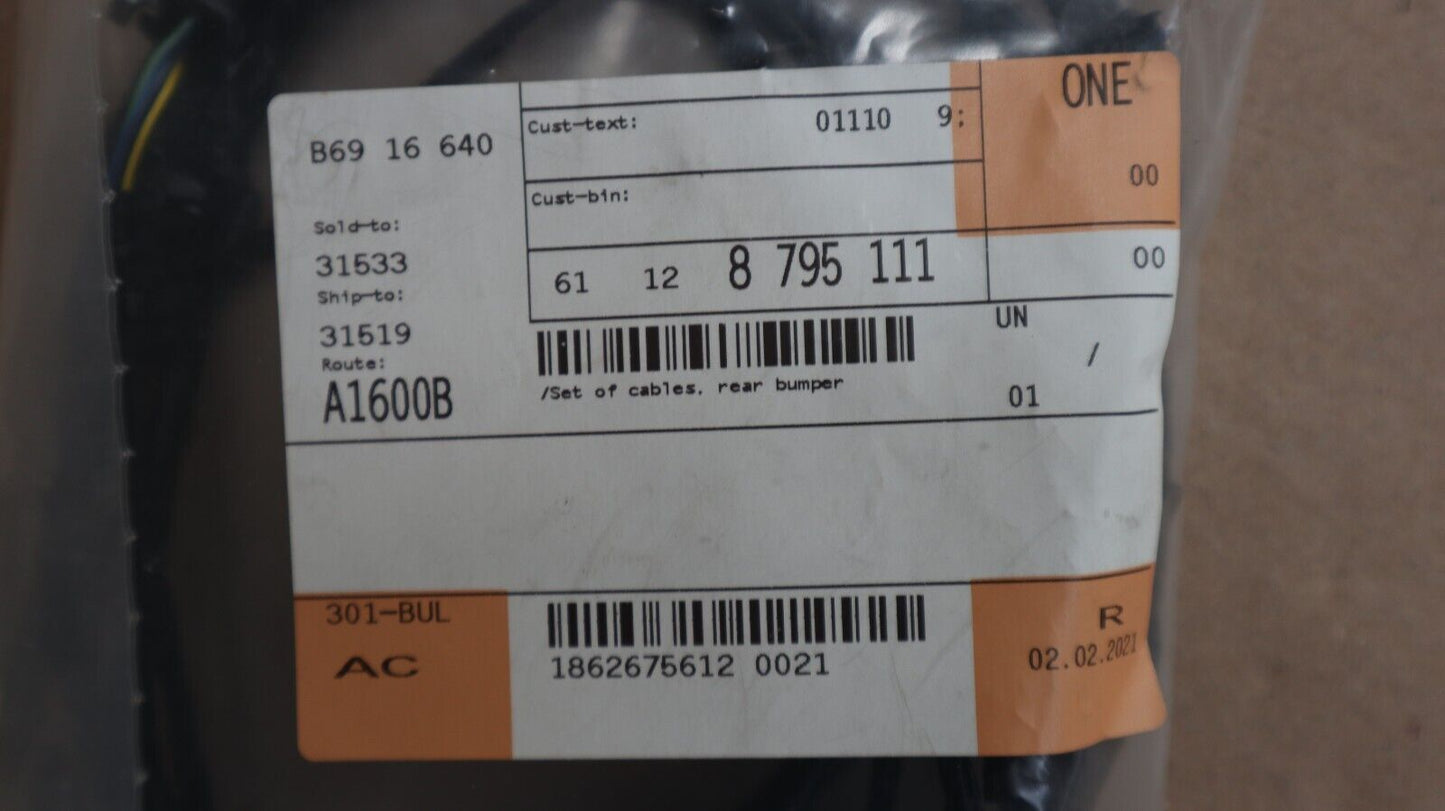 B69 16 640
Sold-to:
31533
Ship-to:
31519
Route:
A1600B
Cust-text: 01110 9:
Cust-bin:
61 12 8 795 111
/Set of cables, rear bumper
ONE
00
00
UN
/
01
301-BUL
AC
1862675612 0021
R
02.02.2021